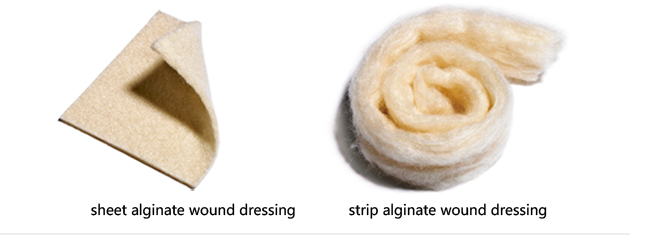 sheet alginate wound dressing
strip alginate wound dressing